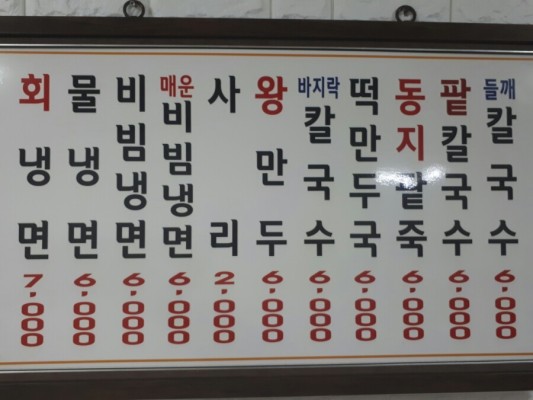 회냉면 7,000
물냉면 6,000
비빔냉면 6,000
매운비빔냉면 6,000
사리 2,000
왕만두 6,000
바지락칼국수 6,000
떡만두국 6,000
동지팥죽 6,000
팥칼국수 6,000
들깨칼국수 6,000